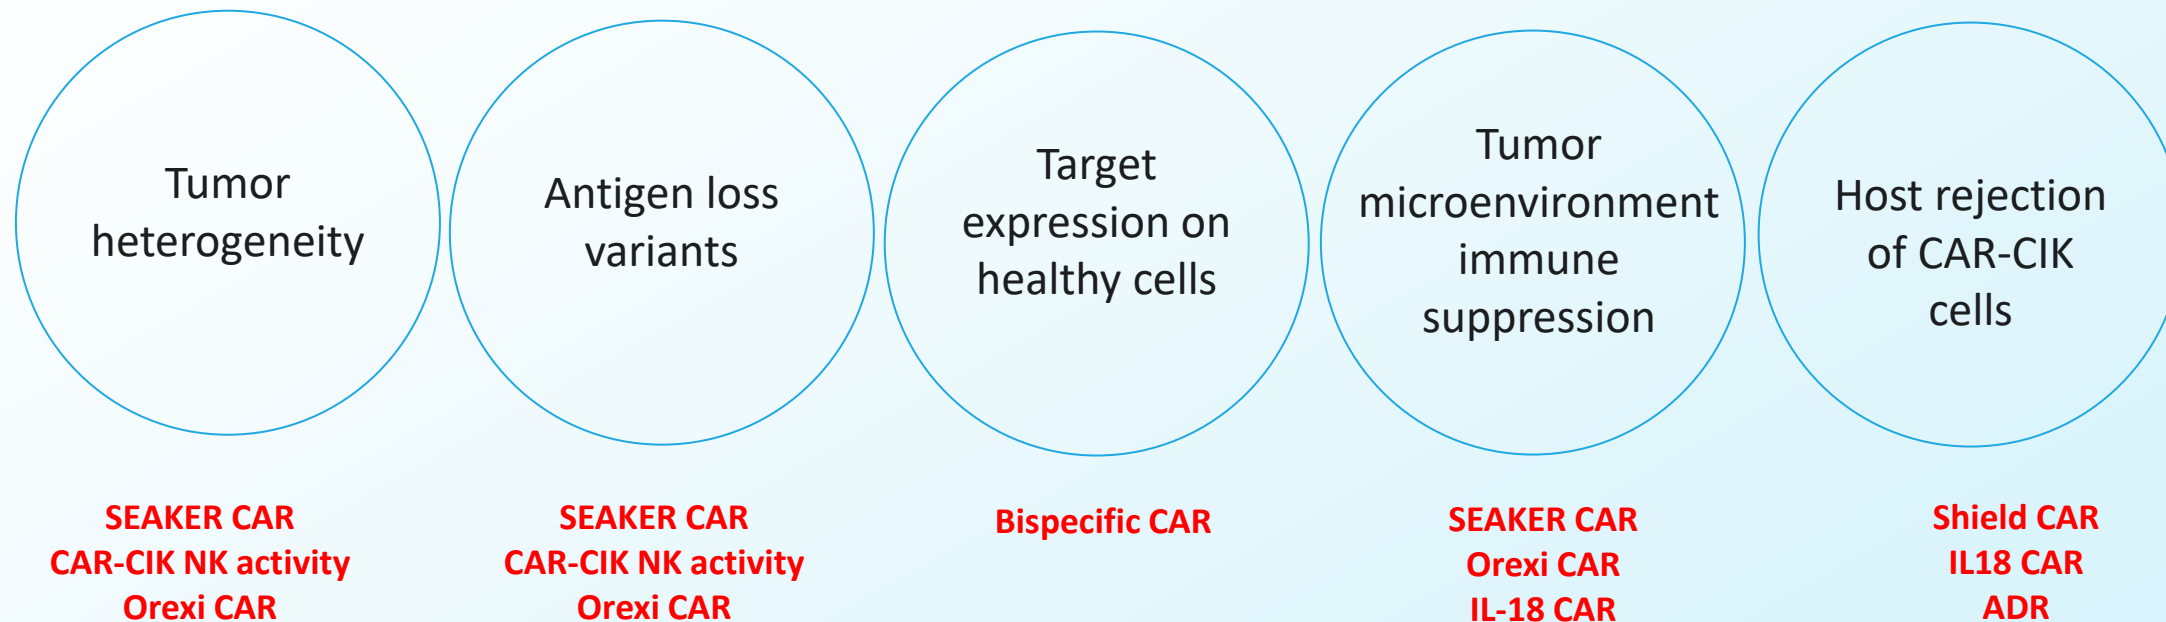 Tumor
heterogeneity
Antigen loss
variants
Target
expression on
healthy cells
Tumor
microenvironment
immune
suppression
Host rejection
of CAR-CIK
cells
SEAKER CAR
CAR-CIK NK activity
Orexi CAR
SEAKER CAR
CAR-CIK NK activity
Orexi CAR
Bispecific CAR
SEAKER CAR
Orexi CAR
IL-18 CAR
Shield CAR
IL18 CAR
ADR